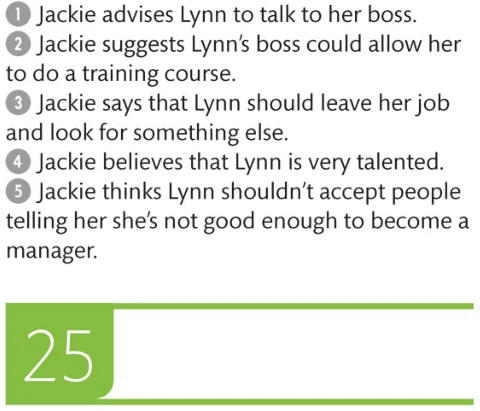 1 Jackie advises Lynn to talk to her boss.
2 Jackie suggests Lynn's boss could allow her
to do a training course.
3 Jackie says that Lynn should leave her job
and look for something else.
4 Jackie believes that Lynn is very talented.
5 Jackie thinks Lynn shouldn't accept people
telling her she's not good enough to become a
manager.
25